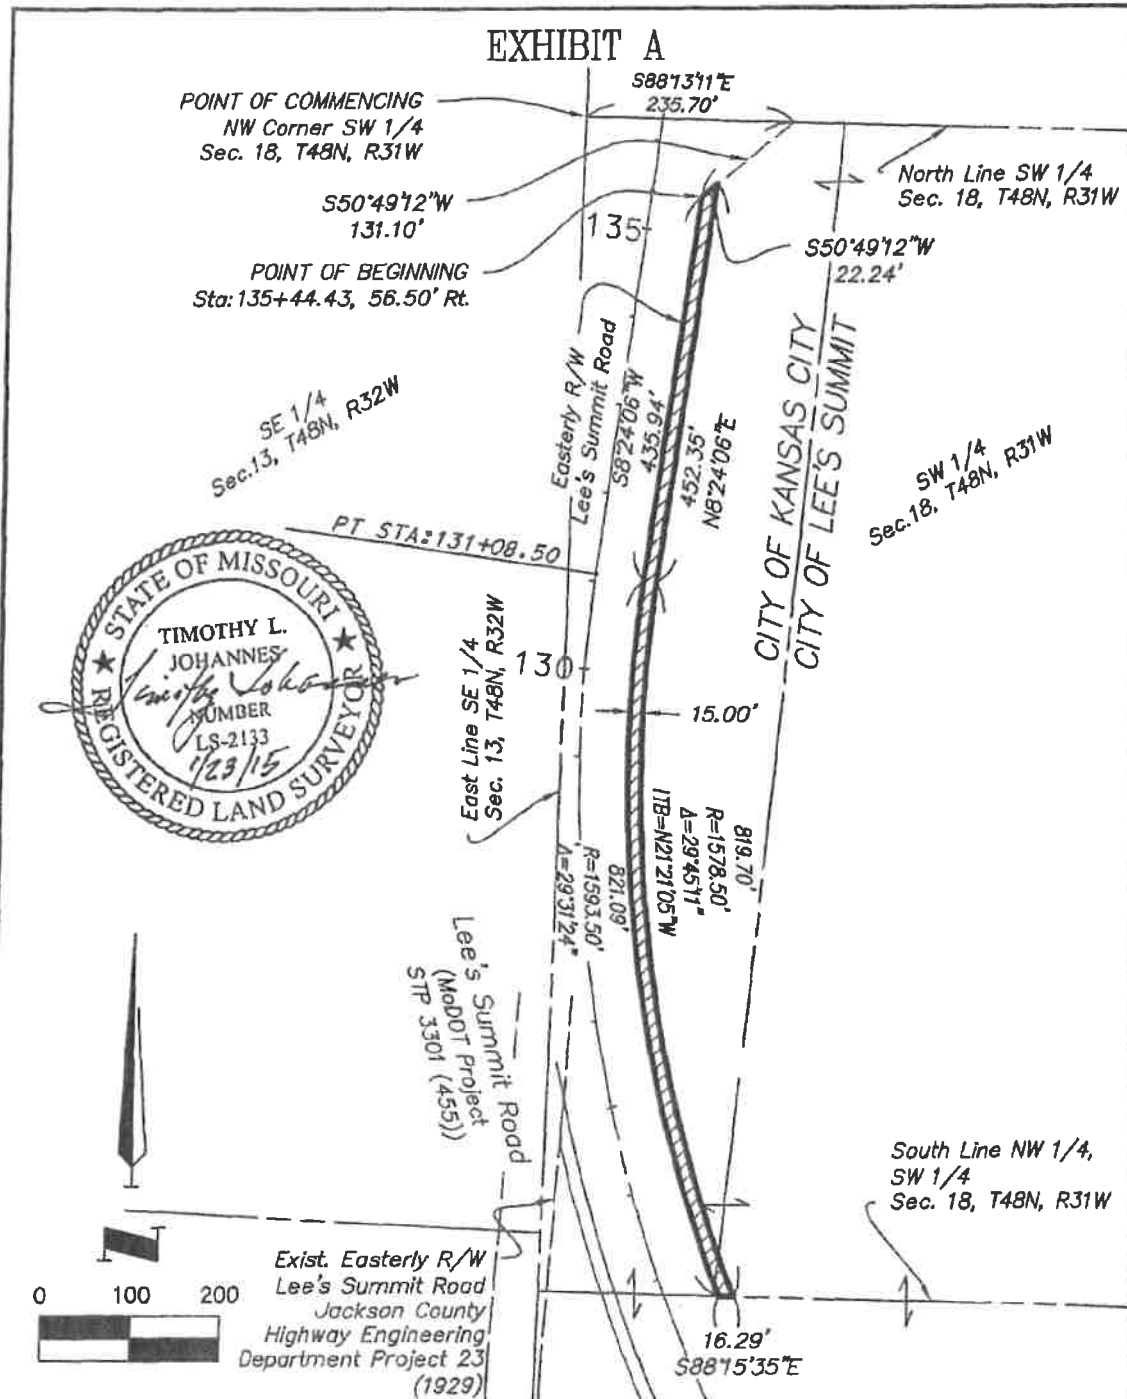 EXHIBIT A
S88°13'11"E
235.70'
POINT OF COMMENCING
NW Corner SW 1/4
Sec. 18, T48N, R31W
North Line SW 1/4
Sec. 18, T48N, R31W
S50°49'12"W
131.10'
135
S50°49'12"W
22.24'
POINT OF BEGINNING
Sta: 135+44.43, 56.50' Rt.
Easterly R/W
Lee's Summit Road
S8°24'06"W
435.94'
452.35'
N8°24'06"E
CITY OF KANSAS CITY
CITY OF LEE'S SUMMIT
SE 1/4
Sec.13, T48N, R32W
SW 1/4
Sec.18, T48N, R31W
PT STA:131+08.50
STATE OF MISSOURI
TIMOTHY L.
JOHANNES
Timothy Johannes
NUMBER
LS-2133
1/23/15
REGISTERED LAND SURVEYOR
East Line SE 1/4
Sec. 13, T48N, R32W
130
15.00'
819.70'
R=1578.50'
Δ=29°45'11"
ITB=N21°21'05"W
821.09'
R=1593.50'
Δ=29°31'24"
Lee's Summit Road
(MoDOT Project
STP 3301 (455))
South Line NW 1/4,
SW 1/4
Sec. 18, T48N, R31W
N
0 100 200
Exist. Easterly R/W
Lee's Summit Road
Jackson County
Highway Engineering
Department Project 23
(1929)
16.29'
S88°15'35"E